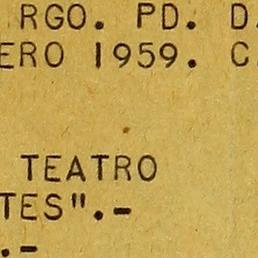 RGO. PD. D.
ERO 1959. C.
TEATRO
TES".-
.-